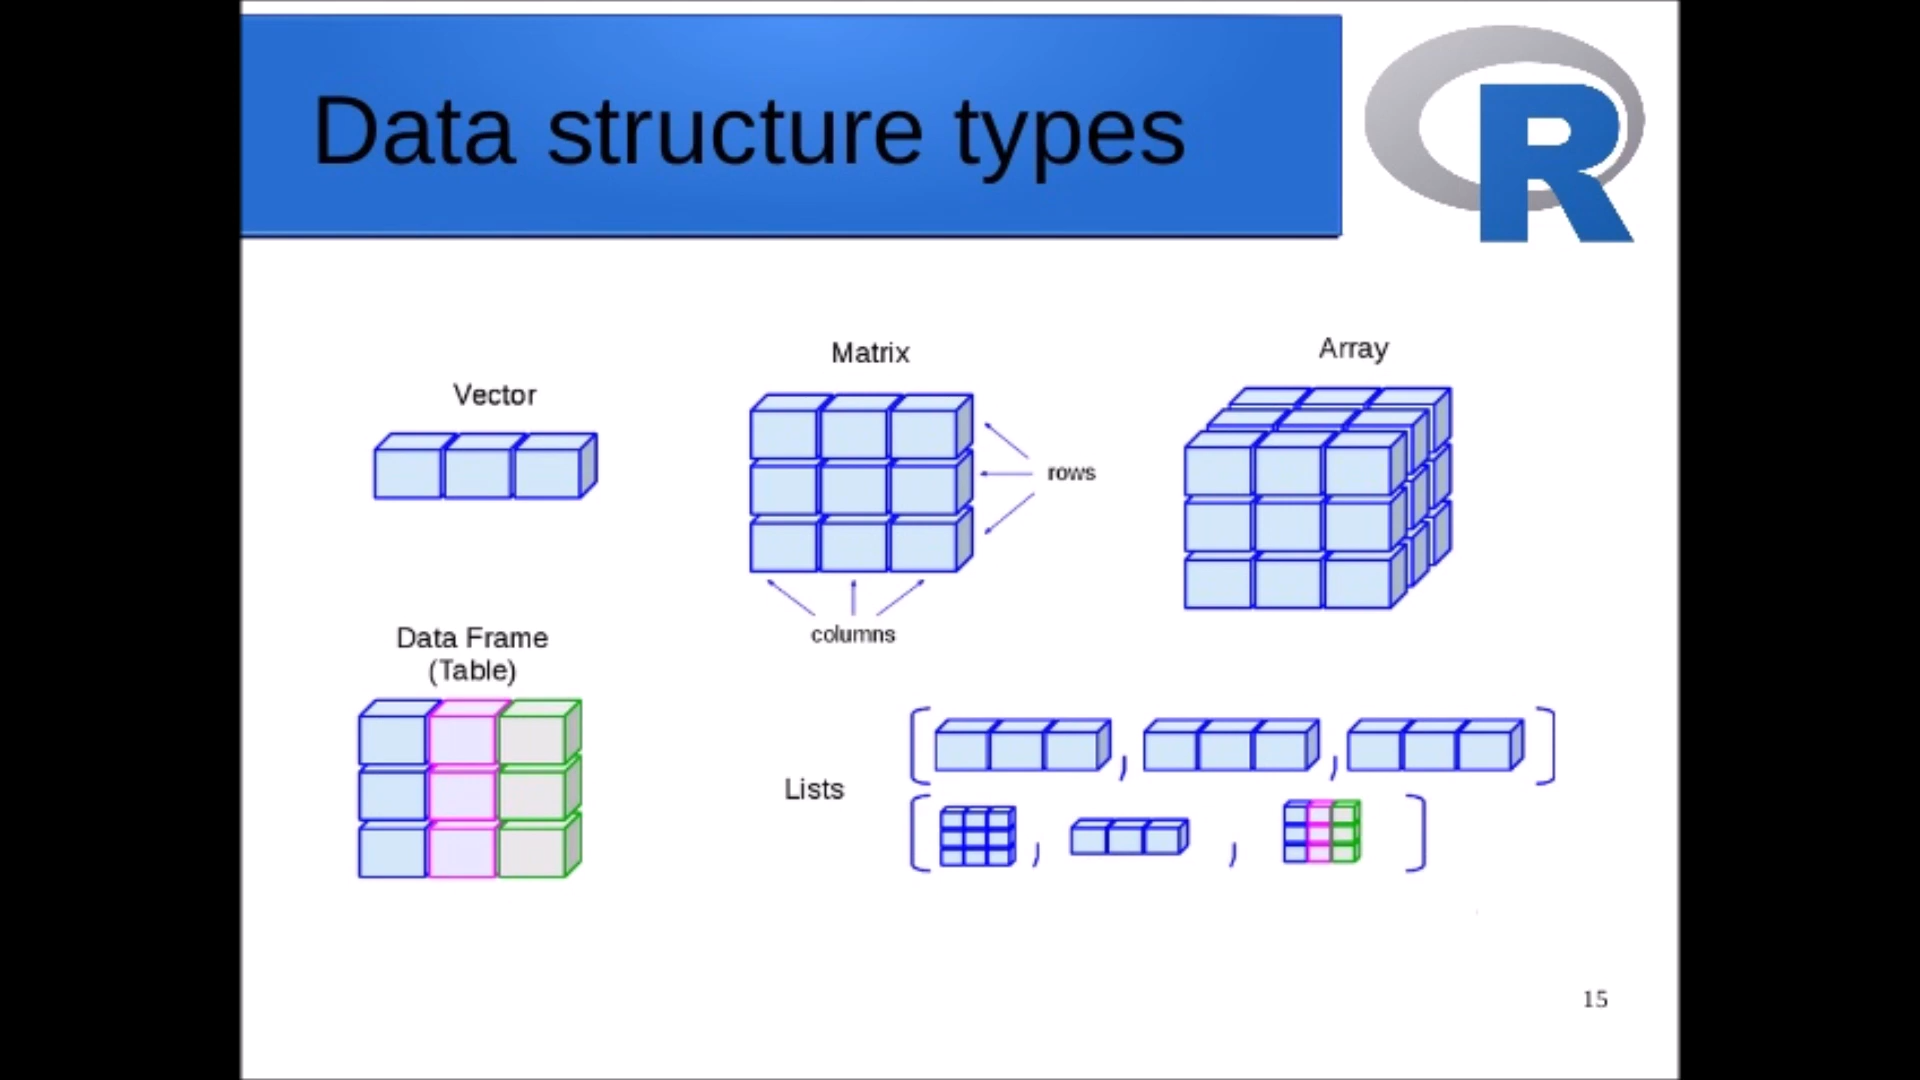 Data structure types
R
Vector
Matrix
Array
rows
columns
Data Frame
(Table)
Lists
15